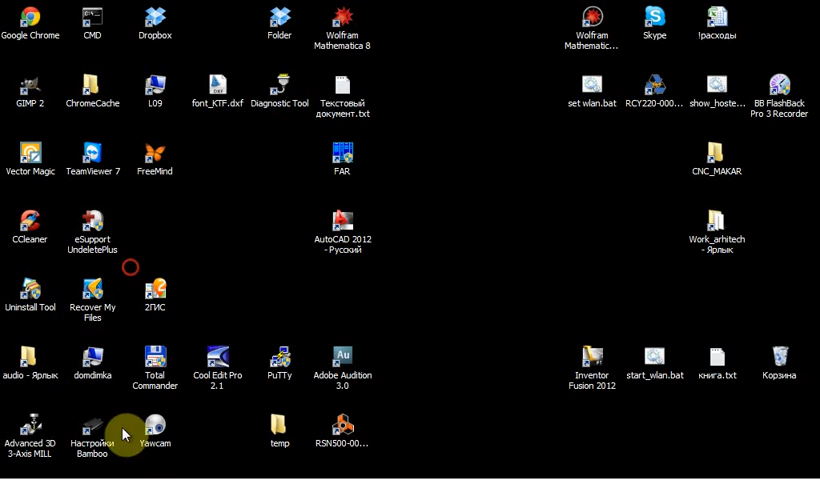 Google Chrome
CMD
Dropbox
Folder
Wolfram
Mathematica 8
Wolfram
Mathematic...
Skype
!расходы
GIMP 2
ChromeCache
L09
font_KTF.dxf
Diagnostic Tool
Текстовый
документ.txt
set wlan.bat
RCY220-000...
show_hoste...
BB FlashBack
Pro 3 Recorder
Vector Magic
TeamViewer 7
FreeMind
FAR
CNC_MAKAR
CCleaner
eSupport
UndeletePlus
AutoCAD 2012
- Русский
Work_arhitech
- Ярлык
Uninstall Tool
Recover My
Files
2ГИС
audio - Ярлык
domdimka
Total
Commander
Cool Edit Pro
2.1
PuTTy
Adobe Audition
3.0
Inventor
Fusion 2012
start_wlan.bat
книга.txt
Корзина
Advanced 3D
3-Axis MILL
Настройки
Bamboo
Yawcam
temp
RSN500-00...